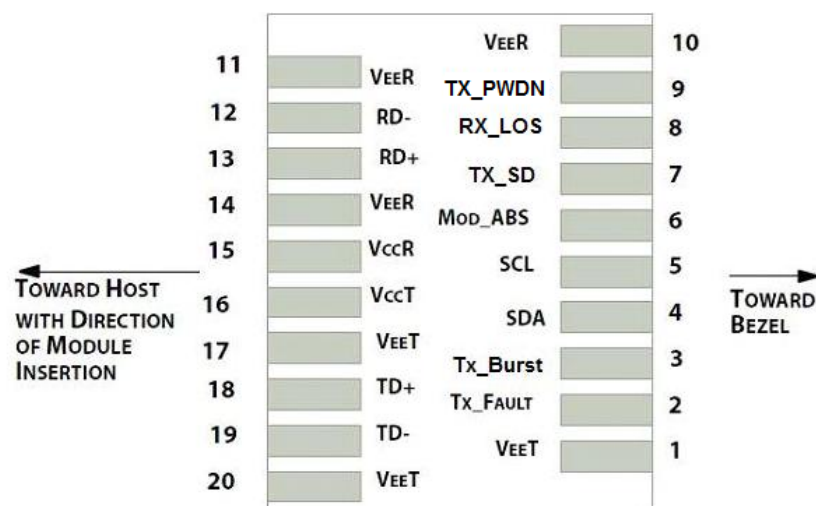 VEER 10
11 VEER
TX_PWDN 9
12 RD-
RX_LOS 8
13 RD+
TX_SD 7
14 VEER
MOD_ABS 6
15 VCCR
SCL 5
TOWARD HOST
WITH DIRECTION
OF MODULE
INSERTION
16 VCCT
SDA 4
TOWARD
BEZEL
17 VEET
Tx_Burst 3
18 TD+
TX_FAULT 2
19 TD-
VEET 1
20 VEET